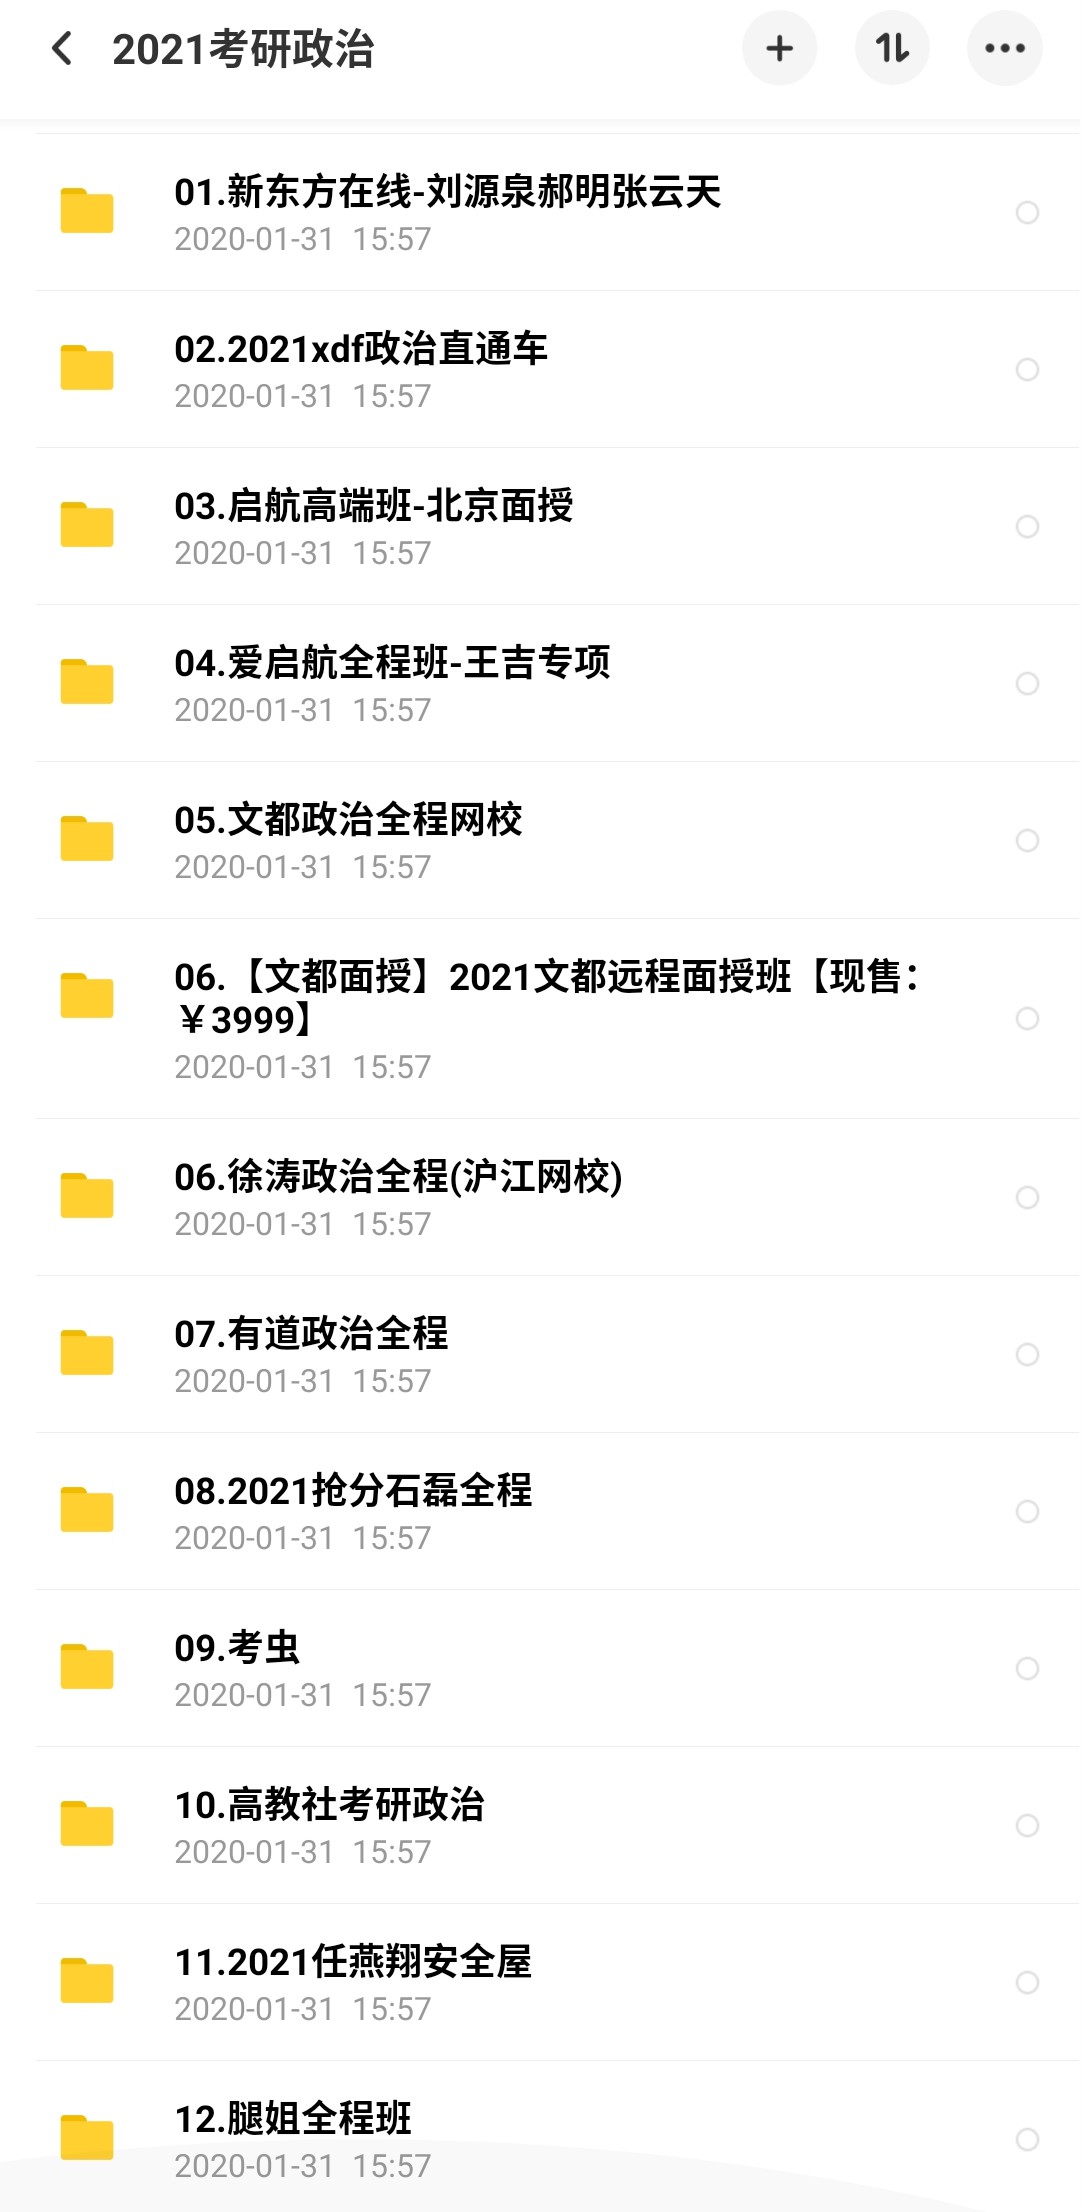 2021考研政治
01.新东方在线-刘源泉郝明张云天
2020-01-31 15:57
02.2021xdf政治直通车
2020-01-31 15:57
03.启航高端班-北京面授
2020-01-31 15:57
04.爱启航全程班-王吉专项
2020-01-31 15:57
05.文都政治全程网校
2020-01-31 15:57
06.【文都面授】2021文都远程面授班【现售：
￥3999】
2020-01-31 15:57
06.徐涛政治全程(沪江网校)
2020-01-31 15:57
07.有道政治全程
2020-01-31 15:57
08.2021抢分石磊全程
2020-01-31 15:57
09.考虫
2020-01-31 15:57
10.高教社考研政治
2020-01-31 15:57
11.2021任燕翔安全屋
2020-01-31 15:57
12.腿姐全程班
2020-01-31 15:57